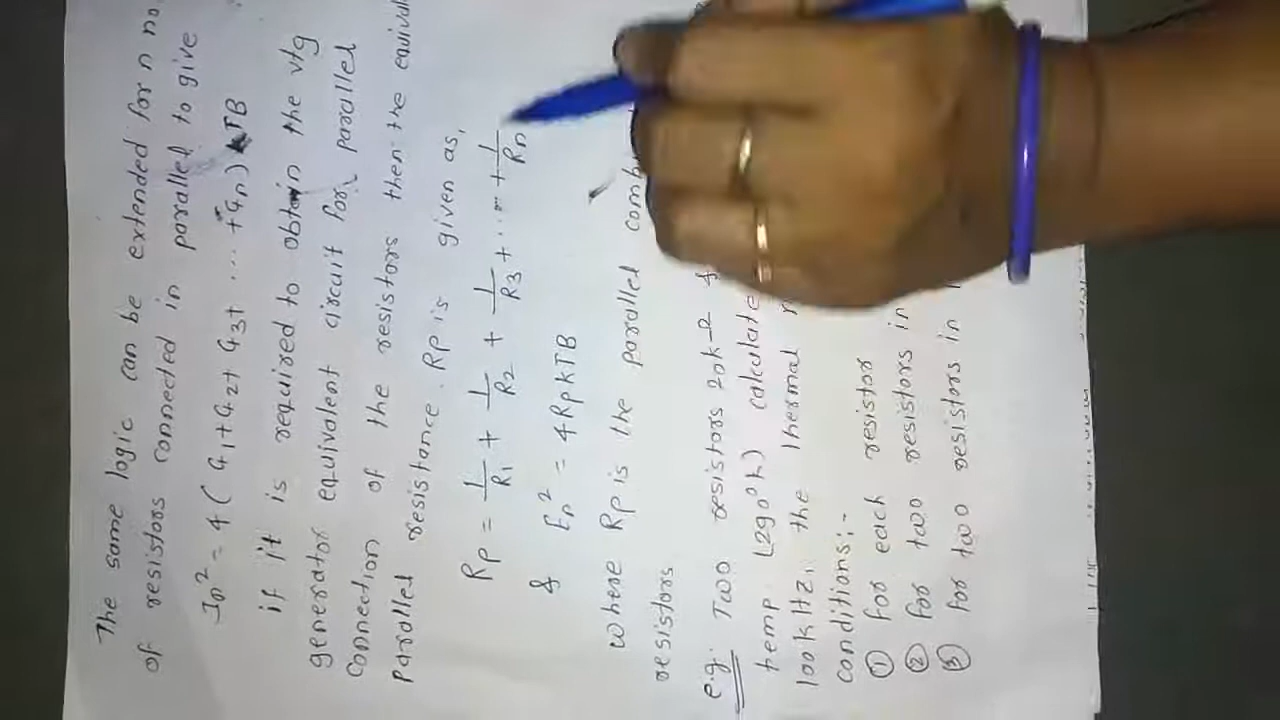 The same logic can be extended for n no.
of resistors connected in parallel to give
In² = 4 ( G1 + G2 + G3 + .... + Gn) kTB
if it is required to obtain the vtg
generator equivalent circuit for parallel
connection of the resistors then the
parallel resistance Rp is given as,
Rp = 1/R1 + 1/R2 + 1/R3 + .... + 1/Rn
& En² = 4RpkTB
where Rp is the parallel
resistors
e.g. Two resistors 20k-Ω &
temp (290°k) calculate
100kHz, the thermal
conditions:-
① for each resistor
② for two resistors in
③ for two resistors in